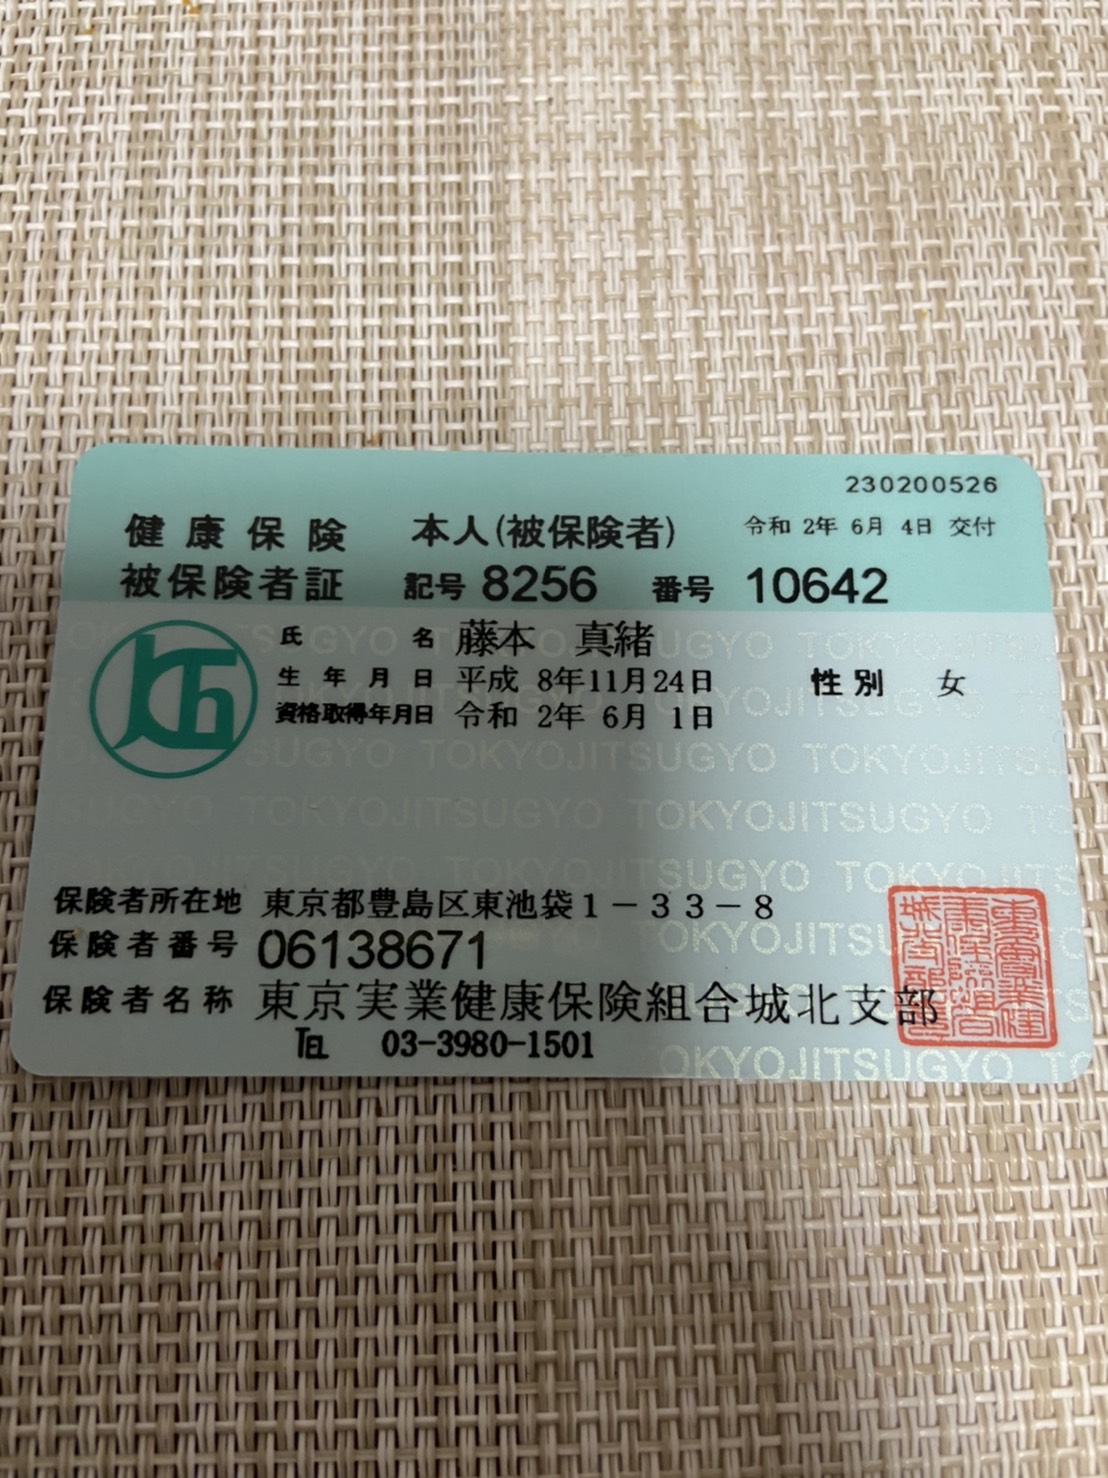 230200526
健康保険 本人(被保険者) 令和 2年 6月 4日 交付
被保険者証 記号 8256 番号 10642
氏名 藤本 真緒
生年月日 平成 8年11月24日 性別 女
資格取得年月日 令和 2年 6月 1日
保険者所在地 東京都豊島区東池袋1-33-8
保険者番号 06138671
保険者名称 東京実業健康保険組合城北支部
TEL 03-3980-1501
TOKYOJITSUGYO